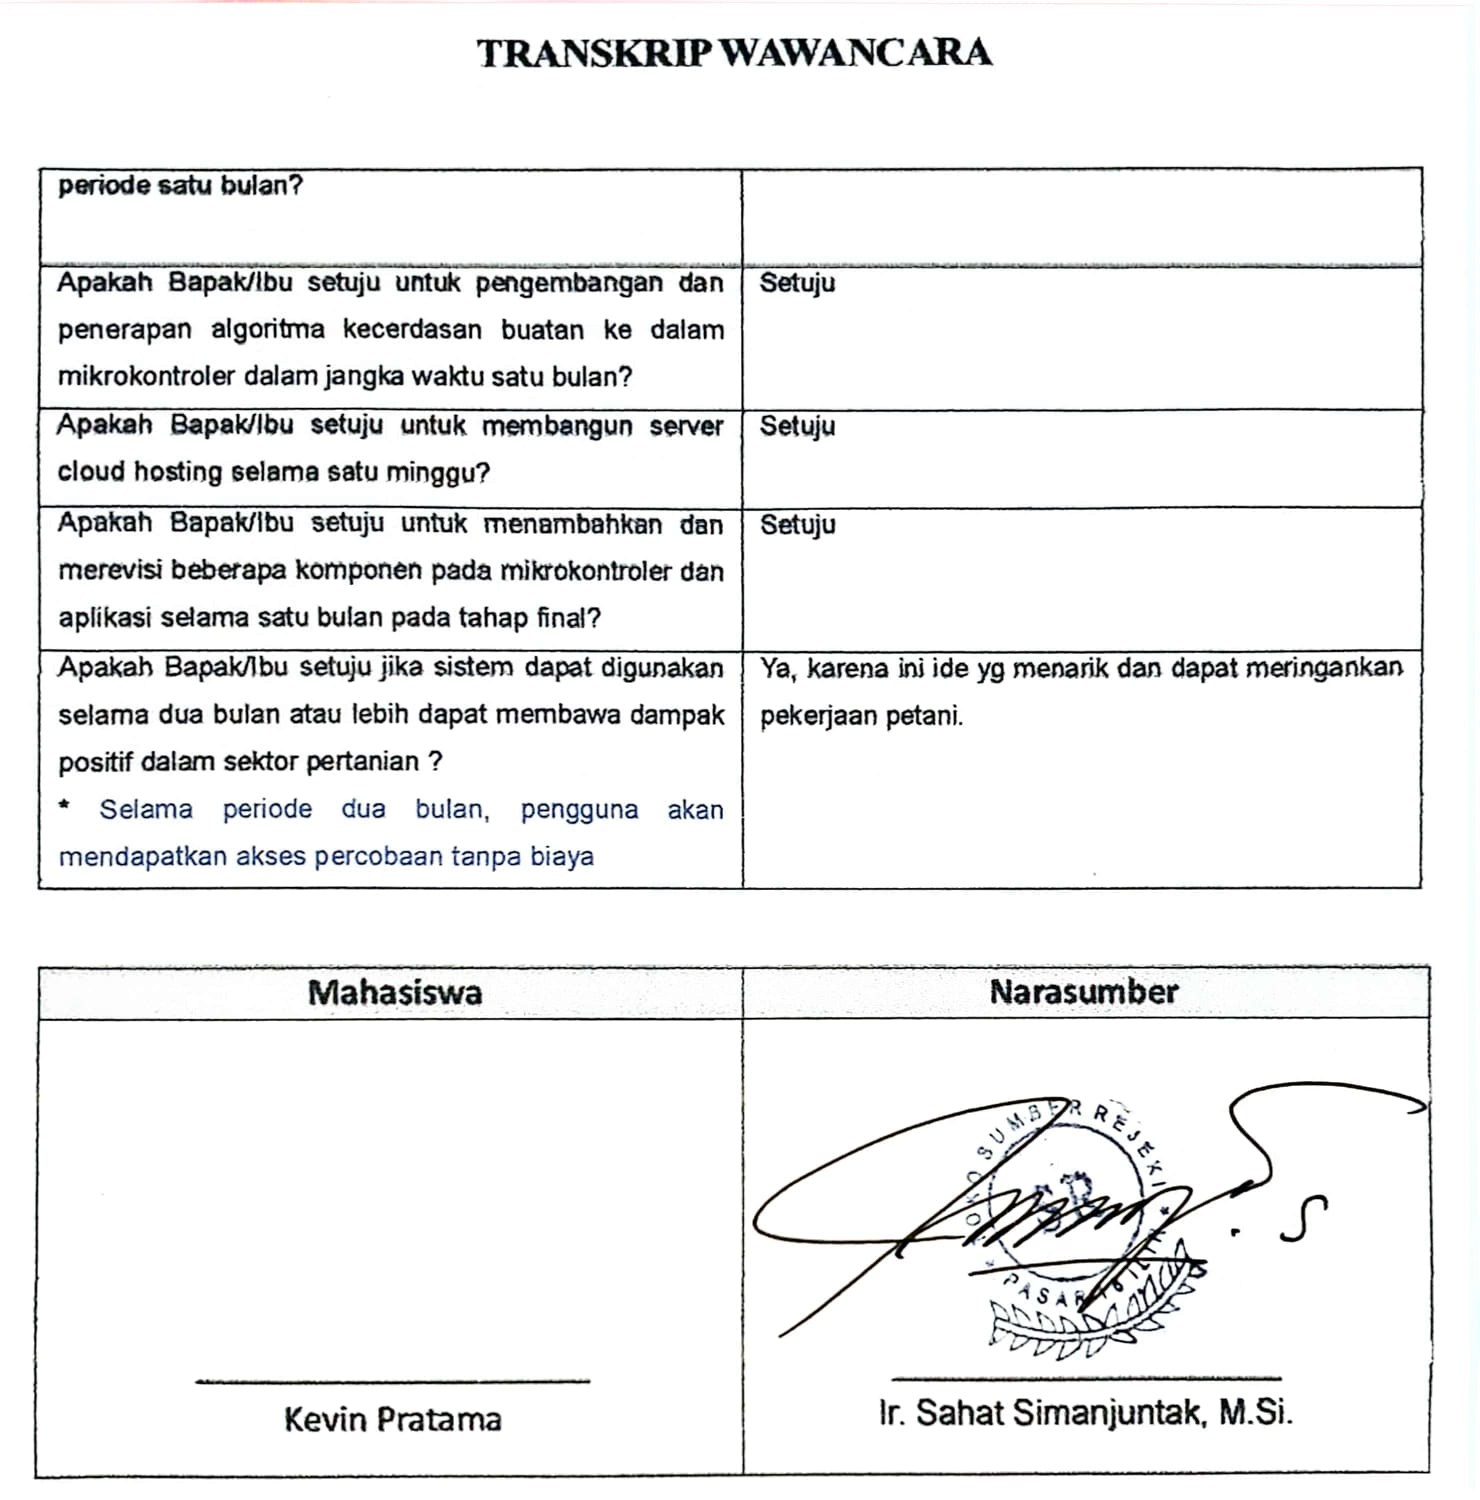 TRANSKRIP WAWANCARA
periode satu bulan?
Apakah Bapak/Ibu setuju untuk pengembangan dan
penerapan algoritma kecerdasan buatan ke dalam
mikrokontroler dalam jangka waktu satu bulan?
Setuju
Apakah Bapak/Ibu setuju untuk membangun server
cloud hosting selama satu minggu?
Setuju
Apakah Bapak/Ibu setuju untuk menambahkan dan
merevisi beberapa komponen pada mikrokontroler dan
aplikasi selama satu bulan pada tahap final?
Setuju
Apakah Bapak/Ibu setuju jika sistem dapat digunakan
selama dua bulan atau lebih dapat membawa dampak
positif dalam sektor pertanian ?
* Selama periode dua bulan, pengguna akan
mendapatkan akses percobaan tanpa biaya
Ya, karena ini ide yg menarik dan dapat meringankan
pekerjaan petani.
Mahasiswa
Narasumber
TOKO SUMBER REJEKI
SR
PASAR
Kevin Pratama
Ir. Sahat Simanjuntak, M.Si.